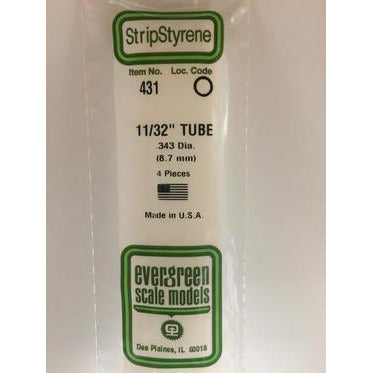 StripStyrene
Item No. Loc. Code
431
11/32" TUBE
.343 Dia.
(8.7 mm)
4 Pieces
Made in U.S.A.
evergreen
scale models
Des Plaines, IL 60018